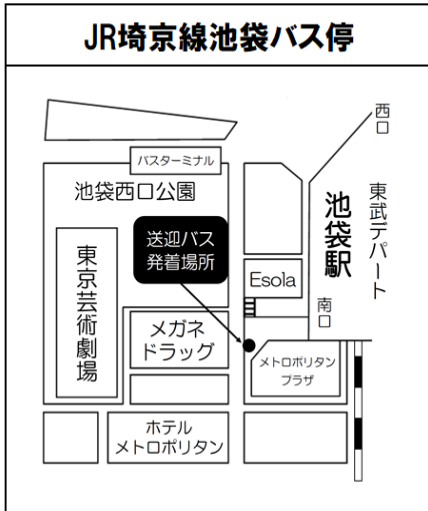 JR埼京線池袋バス停
西口
バスターミナル
池袋西口公園
東武デパート
池袋駅
送迎バス
発着場所
東京芸術劇場
Esola
南口
メガネ
ドラッグ
メトロポリタン
プラザ
ホテル
メトロポリタン